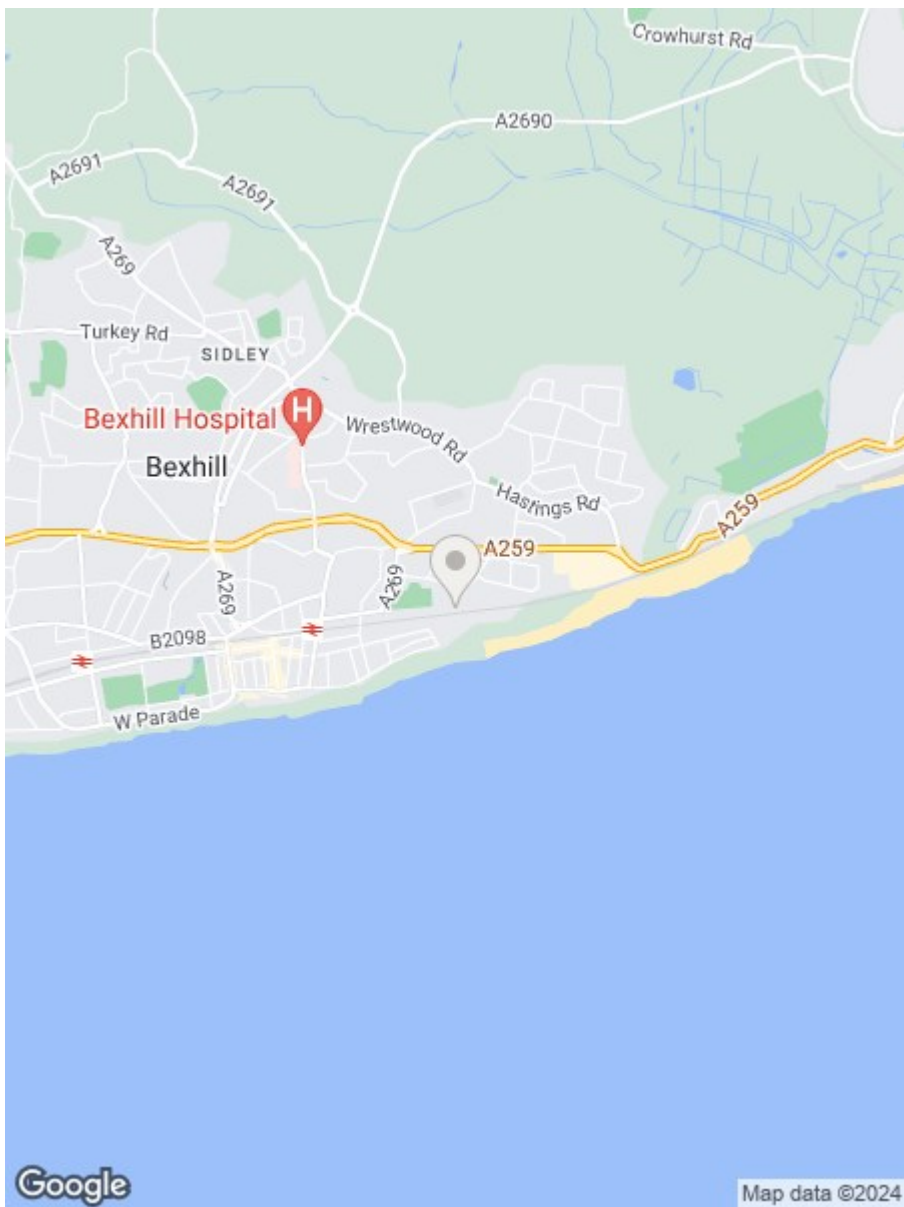 Crowhurst Rd
A2690
A2691
A2691
A269
Turkey Rd
SIDLEY
Bexhill Hospital
H
Wrestwood Rd
Bexhill
Hastings Rd
A259
A259
A269
A269
B2098
W Parade
Google
Map data ©2024